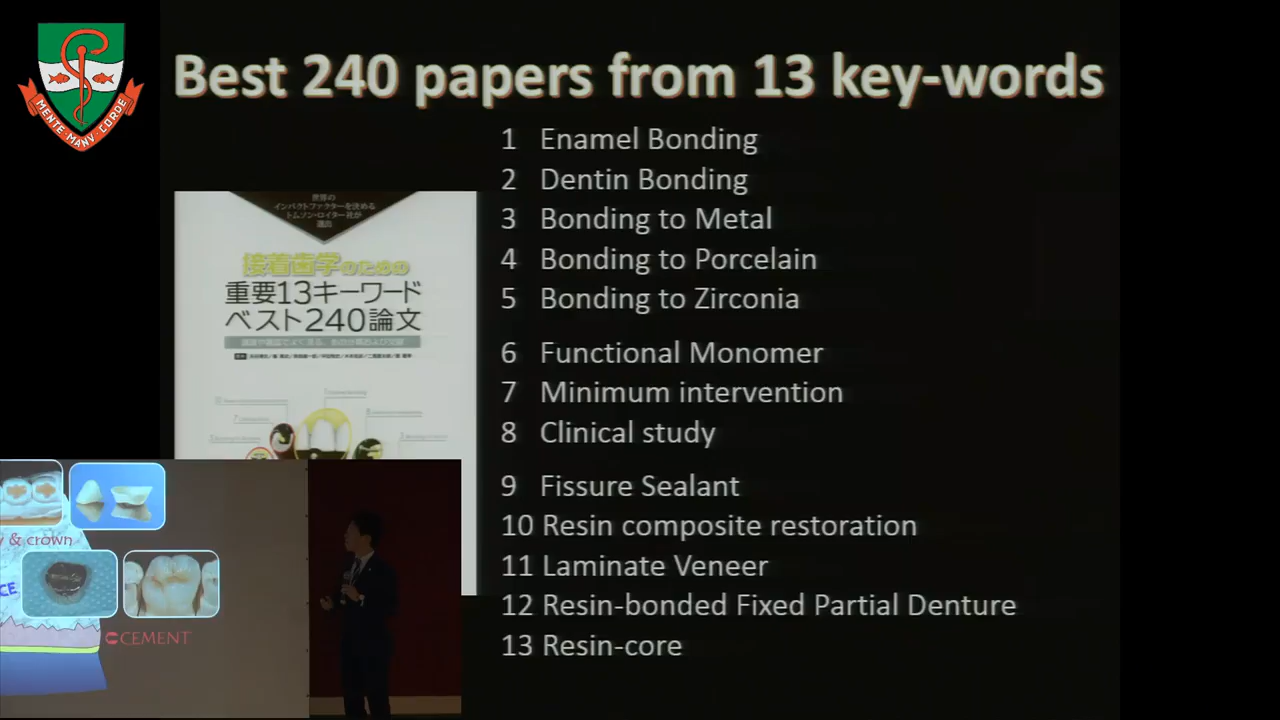 MENTE·MANV·CORDE
Best 240 papers from 13 key-words
1 Enamel Bonding
2 Dentin Bonding
3 Bonding to Metal
4 Bonding to Porcelain
5 Bonding to Zirconia
6 Functional Monomer
7 Minimum intervention
8 Clinical study
9 Fissure Sealant
10 Resin composite restoration
11 Laminate Veneer
12 Resin-bonded Fixed Partial Denture
13 Resin-core
世界の
インパクトファクターを決める
トムソン・ロイター社が
選出
接着歯学のための
重要13キーワード
ベスト240論文
y & crown
CE
CEMENT